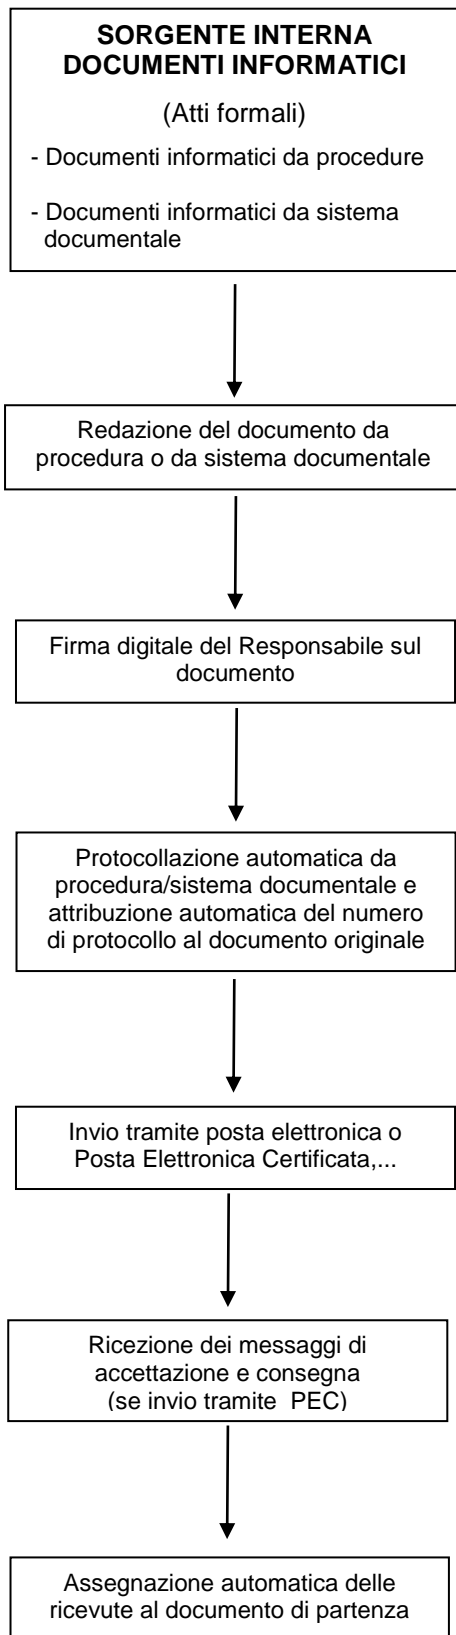 SORGENTE INTERNA
DOCUMENTI INFORMATICI
(Atti formali)
- Documenti informatici da procedure
- Documenti informatici da sistema
documentale
Redazione del documento da
procedura o da sistema documentale
Firma digitale del Responsabile sul
documento
Protocollazione automatica da
procedura/sistema documentale e
attribuzione automatica del numero
di protocollo al documento originale
Invio tramite posta elettronica o
Posta Elettronica Certificata,...
Ricezione dei messaggi di
accettazione e consegna
(se invio tramite PEC)
Assegnazione automatica delle
ricevute al documento di partenza